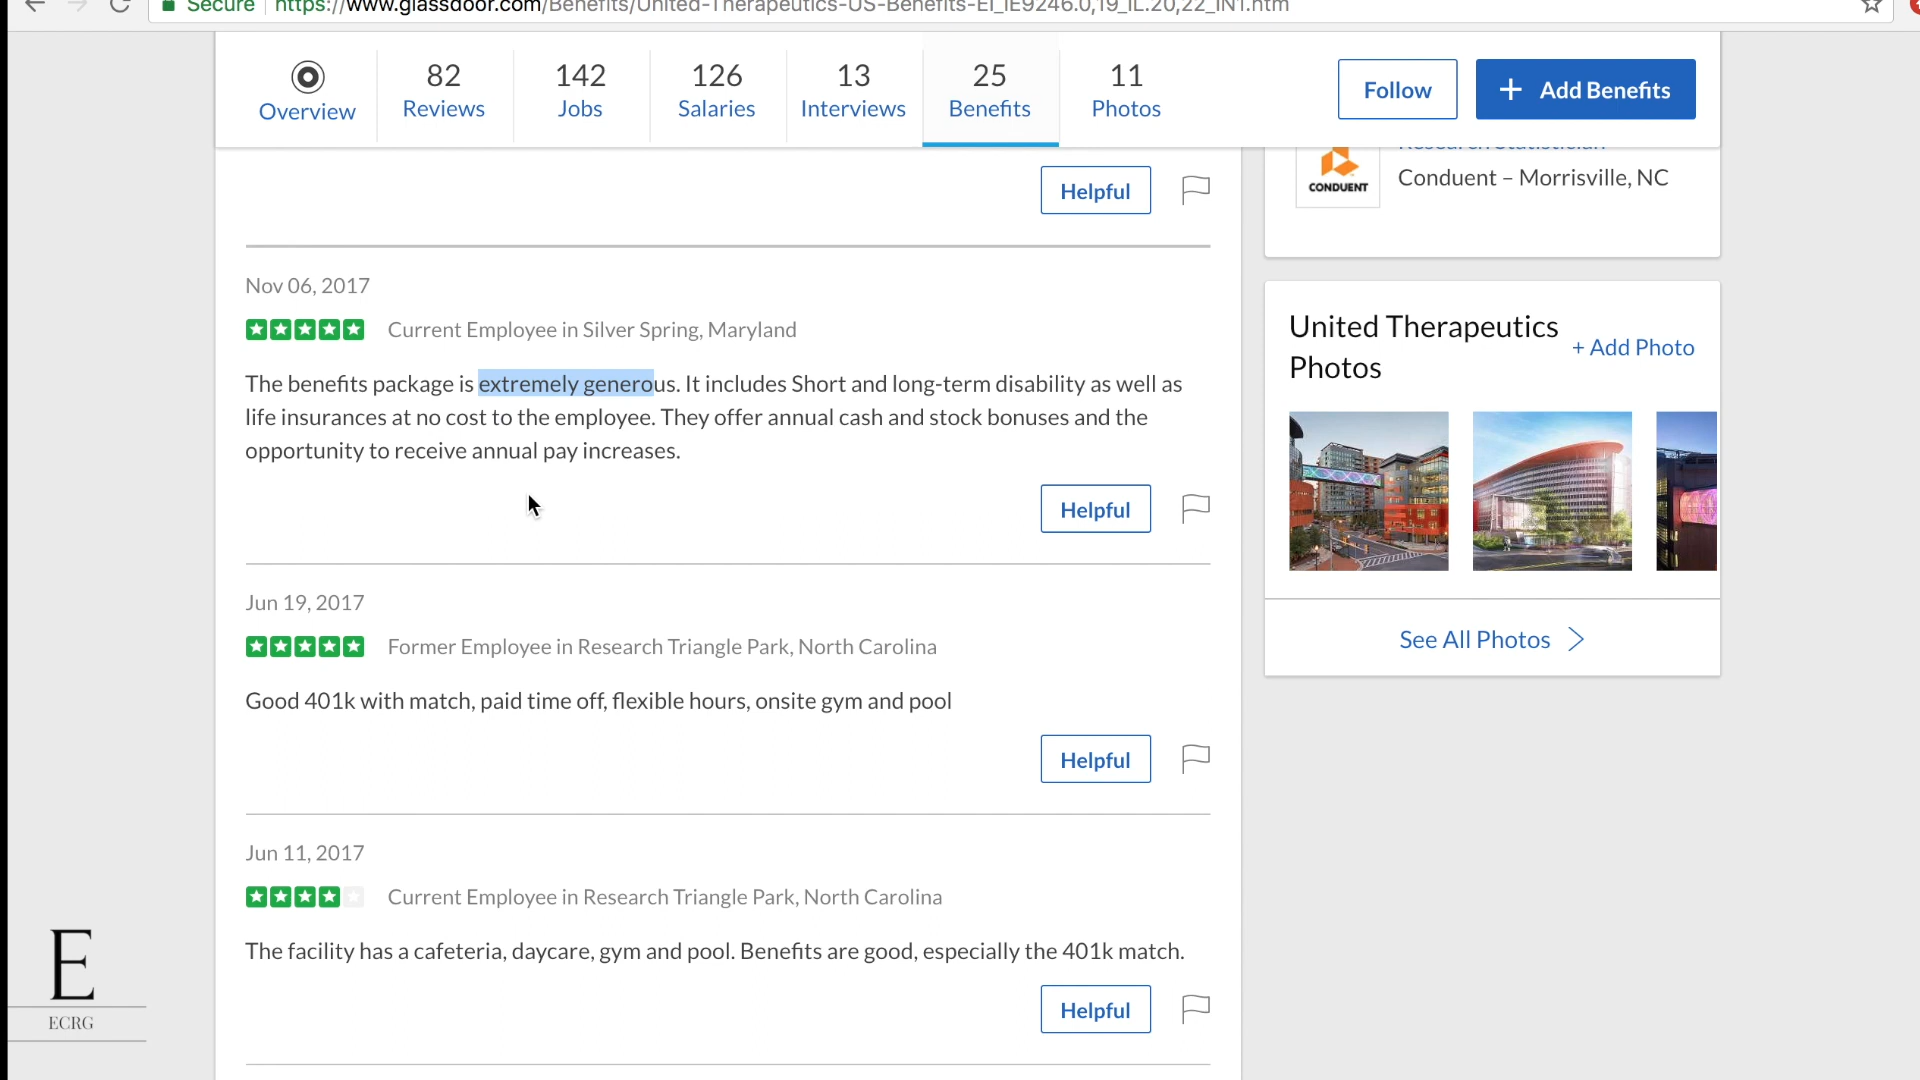 Secure https://www.glassdoor.com/Benefits/United-Therapeutics-US-Benefits-EI_IE9246.0,19_IL.20,22_IN1.htm
82 142 126 13 25 11
Overview Reviews Jobs Salaries Interviews Benefits Photos
Follow
+ Add Benefits
Research Statistician
CONDUENT
Conduent – Morrisville, NC
Helpful
Nov 06, 2017
Current Employee in Silver Spring, Maryland
The benefits package is extremely generous. It includes Short and long-term disability as well as
life insurances at no cost to the employee. They offer annual cash and stock bonuses and the
opportunity to receive annual pay increases.
Helpful
Jun 19, 2017
Former Employee in Research Triangle Park, North Carolina
Good 401k with match, paid time off, flexible hours, onsite gym and pool
Helpful
Jun 11, 2017
Current Employee in Research Triangle Park, North Carolina
The facility has a cafeteria, daycare, gym and pool. Benefits are good, especially the 401k match.
Helpful
United Therapeutics
Photos
+ Add Photo
See All Photos
E
ECRG